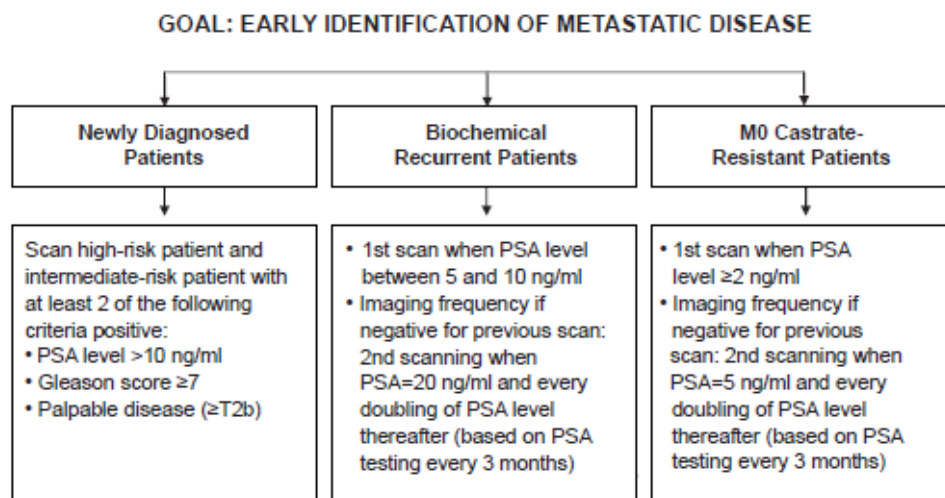 GOAL: EARLY IDENTIFICATION OF METASTATIC DISEASE
Newly Diagnosed
Patients
Biochemical
Recurrent Patients
M0 Castrate-
Resistant Patients
Scan high-risk patient and
intermediate-risk patient with
at least 2 of the following
criteria positive:
• PSA level >10 ng/ml
• Gleason score ≥7
• Palpable disease (≥T2b)
• 1st scan when PSA level
between 5 and 10 ng/ml
• Imaging frequency if
negative for previous scan:
2nd scanning when
PSA=20 ng/ml and every
doubling of PSA level
thereafter (based on PSA
testing every 3 months)
• 1st scan when PSA
level ≥2 ng/ml
• Imaging frequency if
negative for previous
scan: 2nd scanning when
PSA=5 ng/ml and every
doubling of PSA level
thereafter (based on PSA
testing every 3 months)